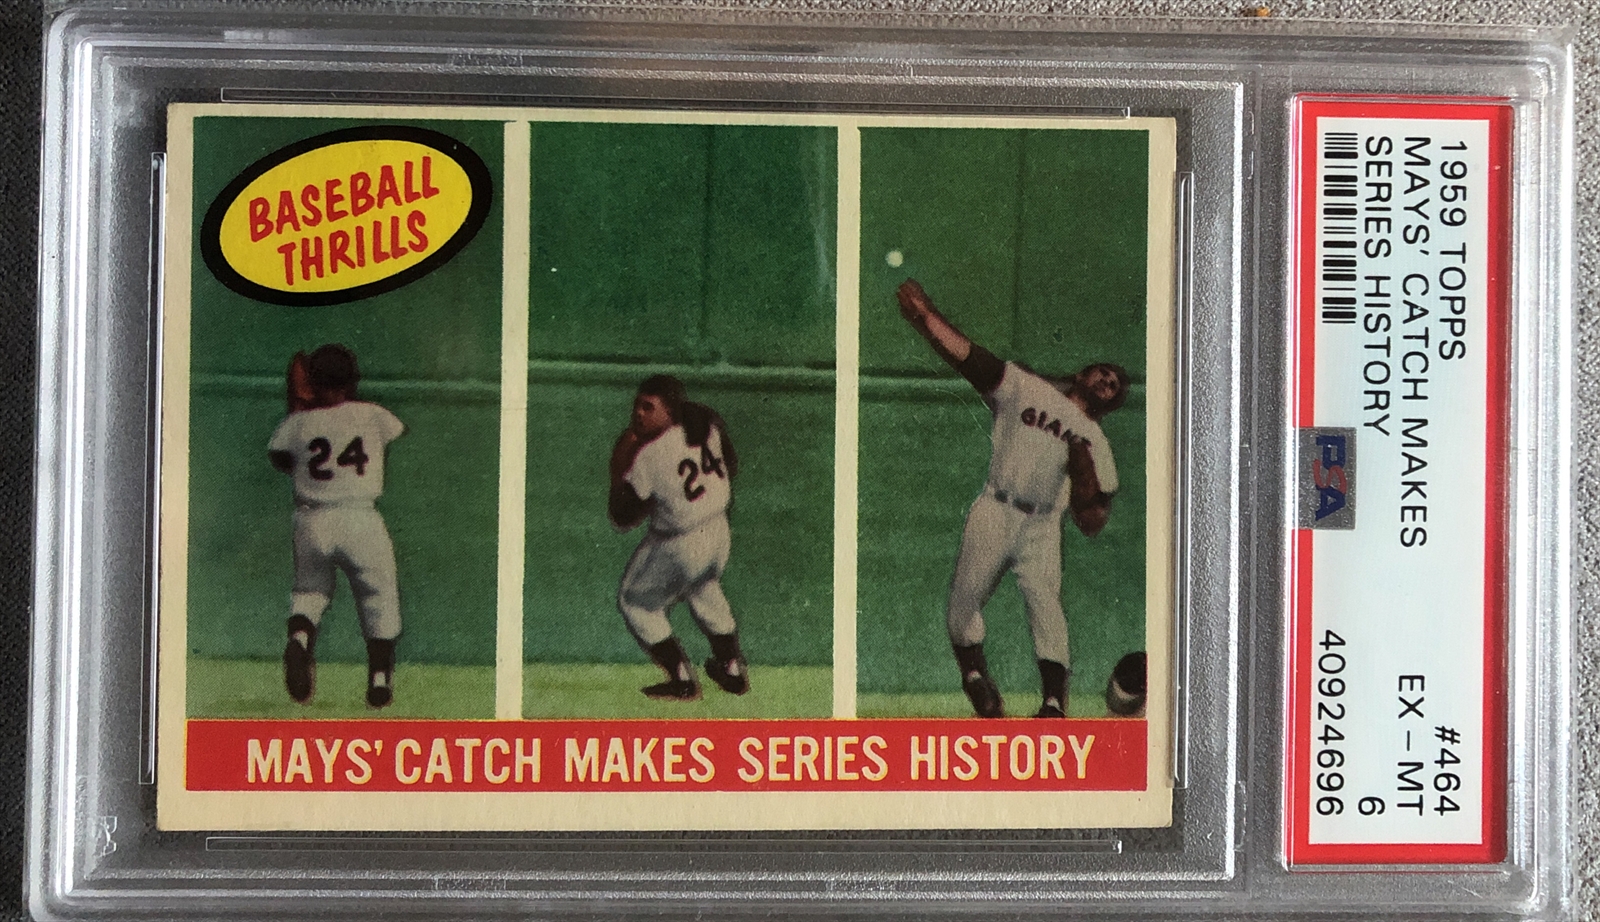 BASEBALL
THRILLS
24
24
GIANT
MAYS' CATCH MAKES SERIES HISTORY
1959 TOPPS #464
MAYS' CATCH MAKES EX - MT
SERIES HISTORY 6
PSA 40924696